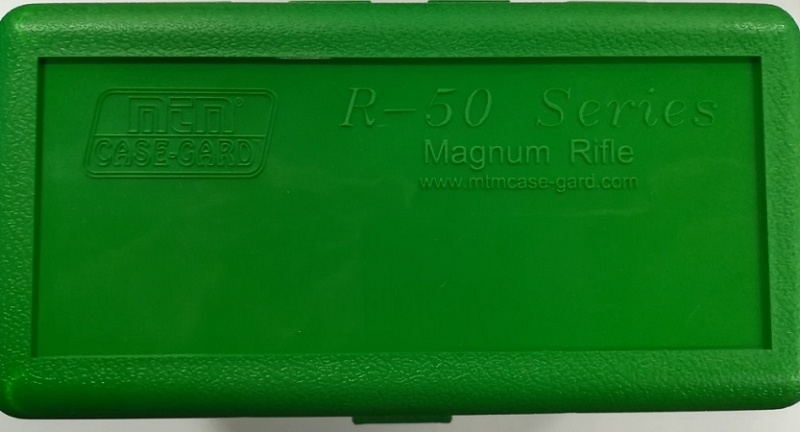 MTM®
CASE-GARD
R-50 Series
Magnum Rifle
www.mtmcase-gard.com